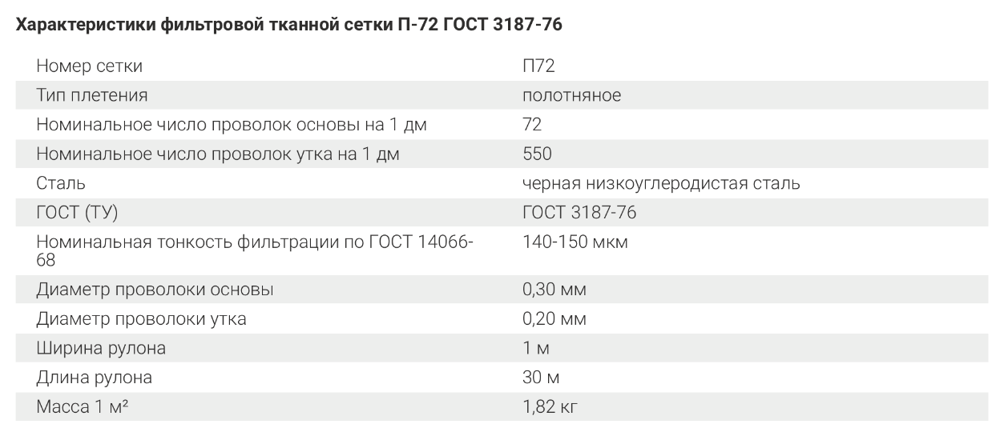 Характеристики фильтровой тканной сетки П-72 ГОСТ 3187-76
Номер сетки П72
Тип плетения полотняное
Номинальное число проволок основы на 1 дм 72
Номинальное число проволок утка на 1 дм 550
Сталь черная низкоуглеродистая сталь
ГОСТ (ТУ) ГОСТ 3187-76
Номинальная тонкость фильтрации по ГОСТ 14066- 140-150 мкм
68
Диаметр проволоки основы 0,30 мм
Диаметр проволоки утка 0,20 мм
Ширина рулона 1 м
Длина рулона 30 м
Масса 1 м² 1,82 кг